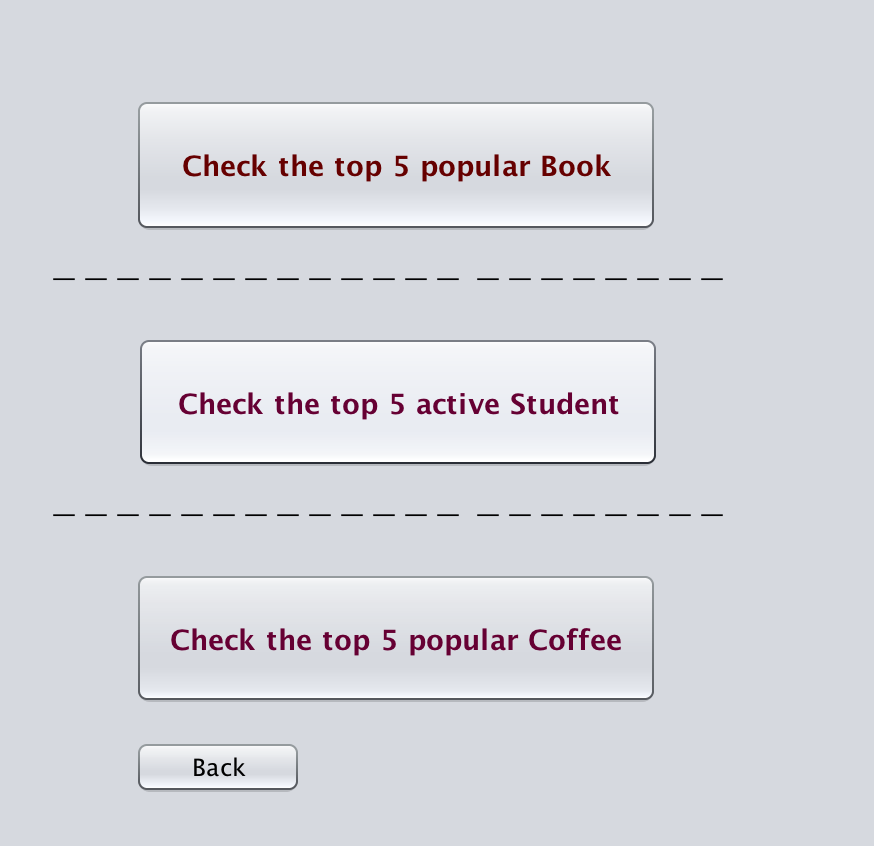 Check the top 5 popular Book
— — — — — — — — — — — — — — — — — — — — —
Check the top 5 active Student
— — — — — — — — — — — — — — — — — — — — —
Check the top 5 popular Coffee
Back